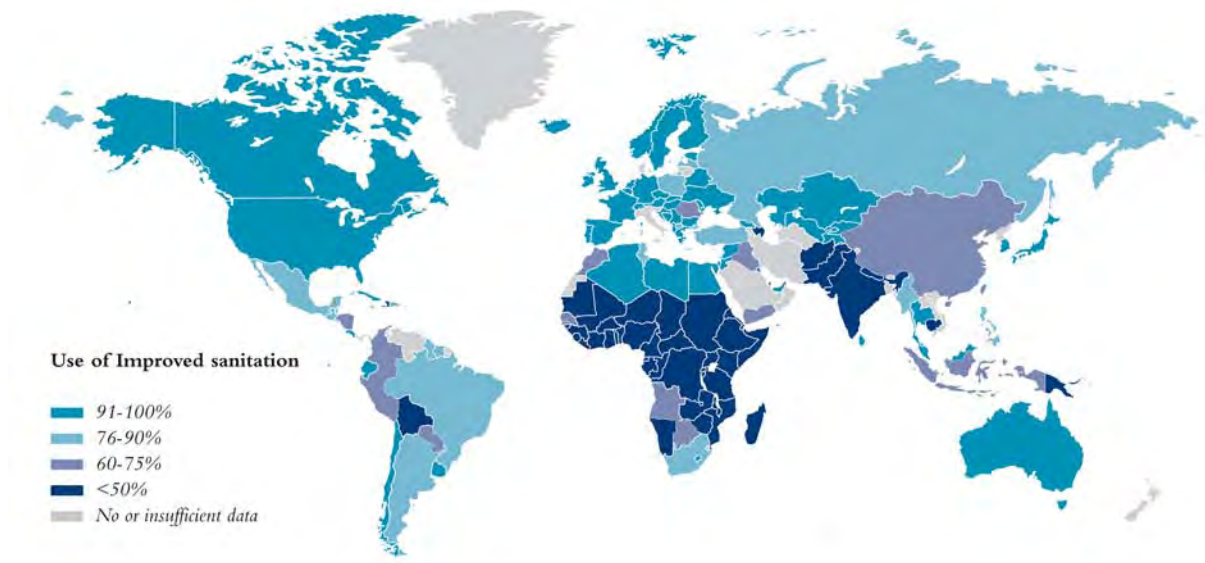 Use of Improved sanitation
91-100%
76-90%
60-75%
<50%
No or insufficient data